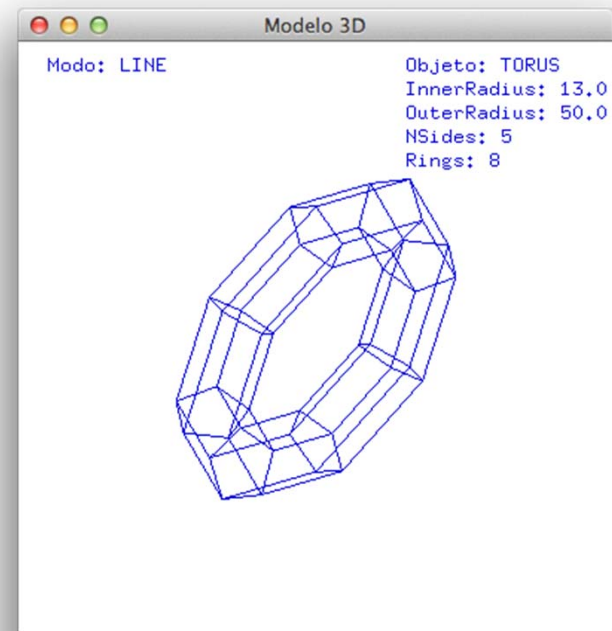 Modelo 3D
Modo: LINE
Objeto: TORUS
InnerRadius: 13.0
OuterRadius: 50.0
NSides: 5
Rings: 8